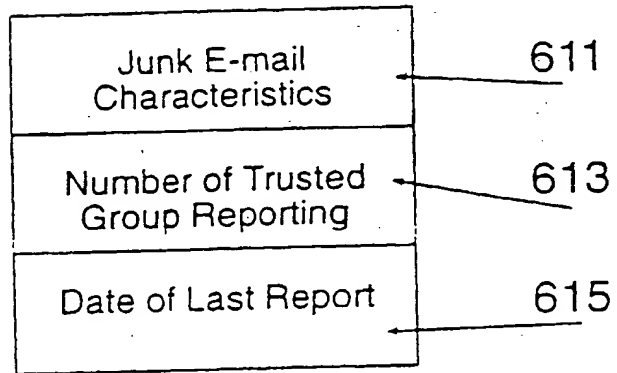 Junk E-mail
Characteristics
611
Number of Trusted
Group Reporting
613
Date of Last Report
615